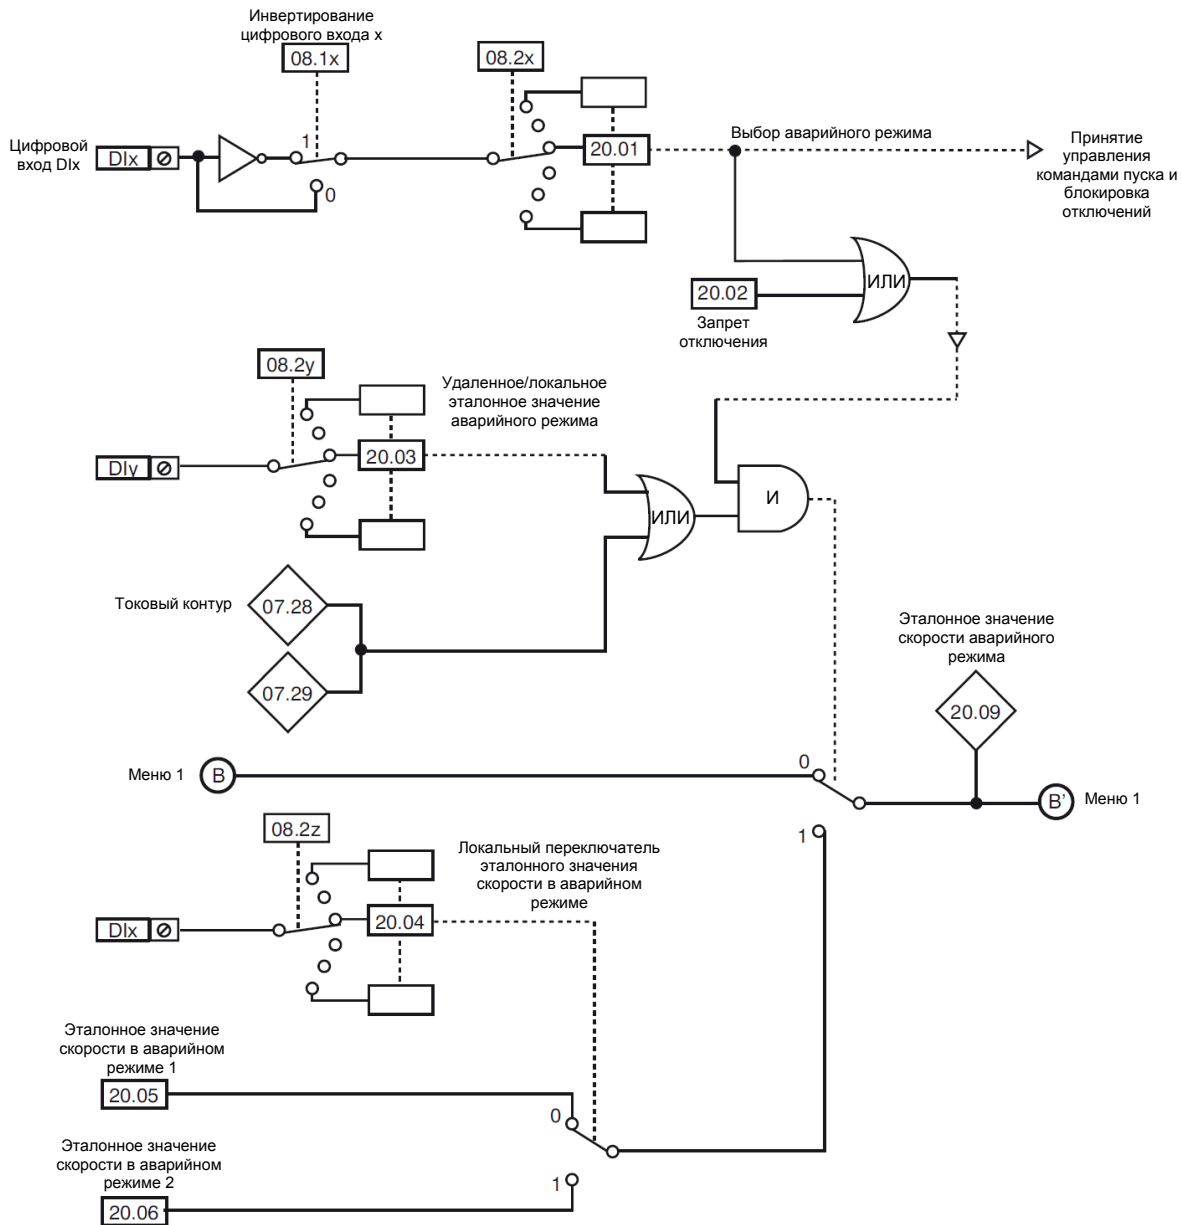 Инвертирование
цифрового входа x
08.1x
08.2x
Цифровой
вход DIx
DIx
1
0
20.01
Выбор аварийного режима
Принятие
управления
командами пуска и
блокировка
отключений
ИЛИ
20.02
Запрет
отключения
08.2y
Удаленное/локальное
эталонное значение
аварийного режима
DIy
20.03
ИЛИ
И
Токовый контур
07.28
07.29
Эталонное значение
скорости аварийного
режима
20.09
Меню 1
B
0
B'
Меню 1
1
08.2z
Локальный переключатель
эталонного значения
скорости в аварийном
режиме
DIx
20.04
Эталонное значение
скорости в аварийном
режиме 1
20.05
0
Эталонное значение
скорости в аварийном
режиме 2
1
20.06